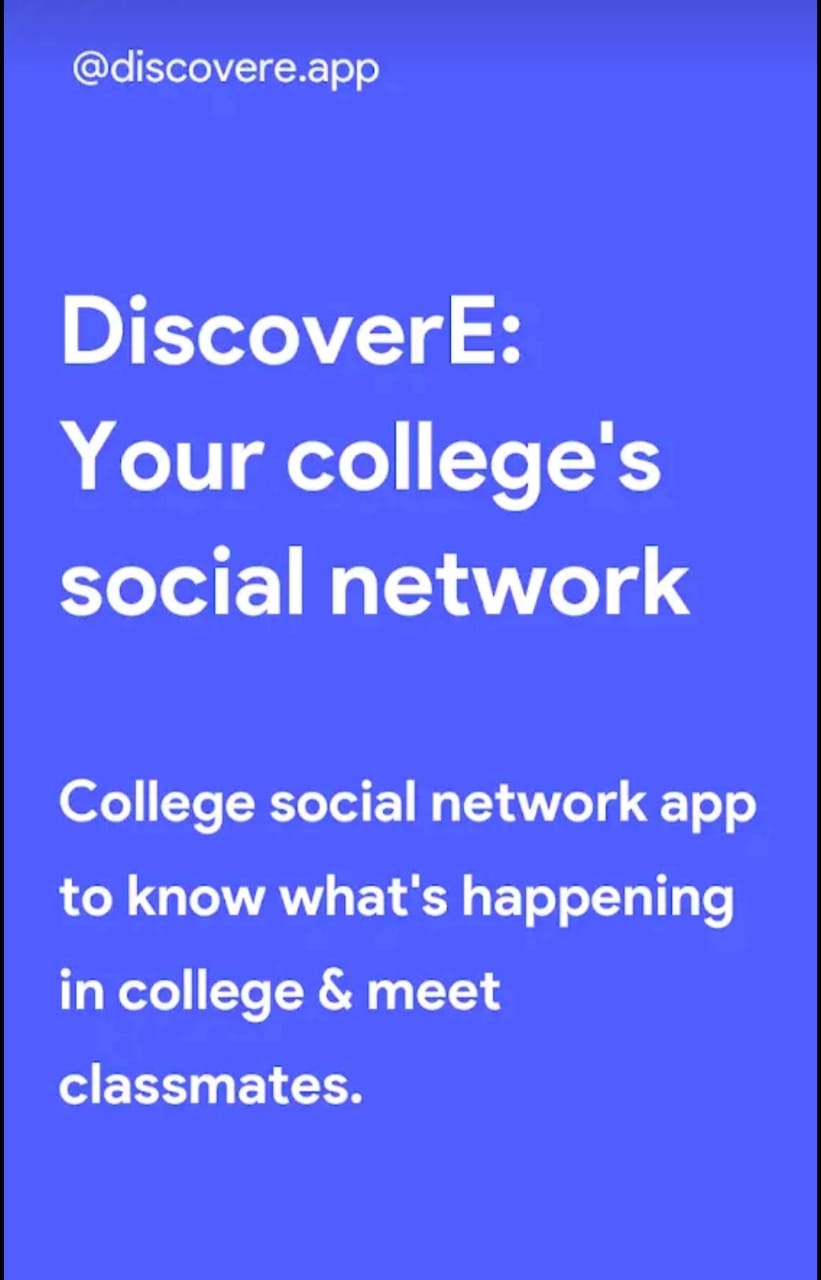 @discovere.app
DiscoverE:
Your college's
social network
College social network app
to know what's happening
in college & meet
classmates.